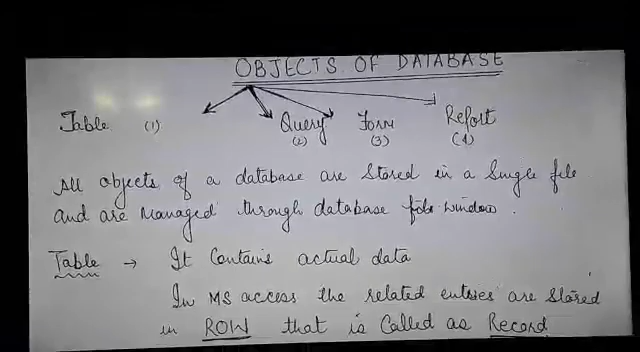 OBJECTS OF DATABASE
Table (1) Query (2) Form (3) Report (4)
All objects of a database are stored in a Single file
and are Managed through database window.
Table → It Contains actual data
In MS access the related entries are stored
in ROW that is Called as Record